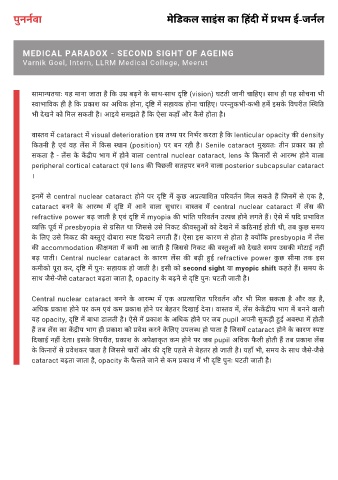 पुनर्नवा
मेडिकल साइंस का हिंदी में प्रथम ई-जर्नल
MEDICAL PARADOX - SECOND SIGHT OF AGEING
Varnik Goel, Intern, LLRM Medical College, Meerut
सामान्यतया: यह माना जाता है कि उम्र बढ़ने के साथ-साथ दृष्टि (vision) घटती जानी चाहिए। साथ ही यह सोचना भी
स्वाभाविक ही है कि प्रकाश का अधिक होना, दृष्टि में सहायक होना चाहिए। परन्तुकभी-कभी हमें इसके विपरीत स्थिति
भी देखने को मिल सकती है। आइये समझते हैं कि ऐसा कहाँ और कैसे होता है।
वास्तव में cataract में visual deterioration इस तथ्य पर निर्भर करता है कि lenticular opacity की density
कितनी है एवं वह लेंस में किस स्थान (position) पर बन रही है। Senile cataract मुख्यतः तीन प्रकार का हो
सकता है - लेंस के केंद्रीय भाग में होने वाला central nuclear cataract, lens के किनारों से आरम्भ होने वाला
peripheral cortical cataract एवं lens की पिछली सतहपर बनने वाला posterior subcapsular cataract
।
इनमें से central nuclear cataract होने पर दृष्टि में कुछ अप्रत्याशित परिवर्तन मिल सकते हैं जिनमें से एक है,
cataract बनने के आरम्भ में दृष्टि में आने वाला सुधार। वास्तव में central nuclear cataract में लेंस की
refractive power बढ़ जाती है एवं दृष्टि में myopia की भांति परिवर्तन उत्पन्न होने लगते हैं। ऐसे में यदि प्रभावित
व्यक्ति पूर्व में presbyopia से ग्रसित था जिससे उसे निकट कीवस्तुओं को देखने में कठिनाई होती थी, तब कुछ समय
के लिए उसे निकट की वस्तुएं दोबारा स्पष्ट दिखने लगती हैं। ऐसा इस कारण से होता है क्योंकि presbyopia में लेंस
की accommodation कीक्षमता में कमी आ जाती है जिससे निकट की वस्तुओं को देखते समय उसकी मोटाई नहीं
बढ़ पाती। Central nuclear cataract के कारण लेंस की बढ़ी हुई refractive power कुछ सीमा तक इस
कमीको पूरा कर, दृष्टि में पुनः सहायक हो जाती है। इसी को second sight या myopic shift कहते हैं। समय के
साथ जैसे-जैसे cataract बढ़ता जाता है, opacity के बढ़ने से दृष्टि पुनः घटती जाती है।
Central nuclear cataract बनने के आरम्भ में एक अप्रत्याशित परिवर्तन और भी मिल सकता है और वह है,
अधिक प्रकाश होने पर कम एवं कम प्रकाश होने पर बेहतर दिखाई देना। वास्तव में, लेंस केकेंद्रीय भाग में बनने वाली
यह opacity, दृष्टि में बाधा डालती है। ऐसे में प्रकाश के अधिक होने पर जब pupil अपनी सुकड़ी हुई अवस्था में होती
है तब लेंस का केंद्रीय भाग ही प्रकाश को प्रवेश करने केलिए उपलब्ध हो पाता है जिसमें cataract होने के कारण स्पष्ट
दिखाई नहीं देता। इसके विपरीत, प्रकाश के अपेक्षाकृत कम होने पर जब pupil अधिक फैली होती है तब प्रकाश लेंस
के किनारों से प्रवेशकर पाता है जिससे चारों ओर की दृष्टि पहले से बेहतर हो जाती है। यहाँ भी, समय के साथ जैसे-जैसे
cataract बढ़ता जाता है, opacity के फैलते जाने से कम प्रकाश में भी दृष्टि पुनः घटती जाती है।